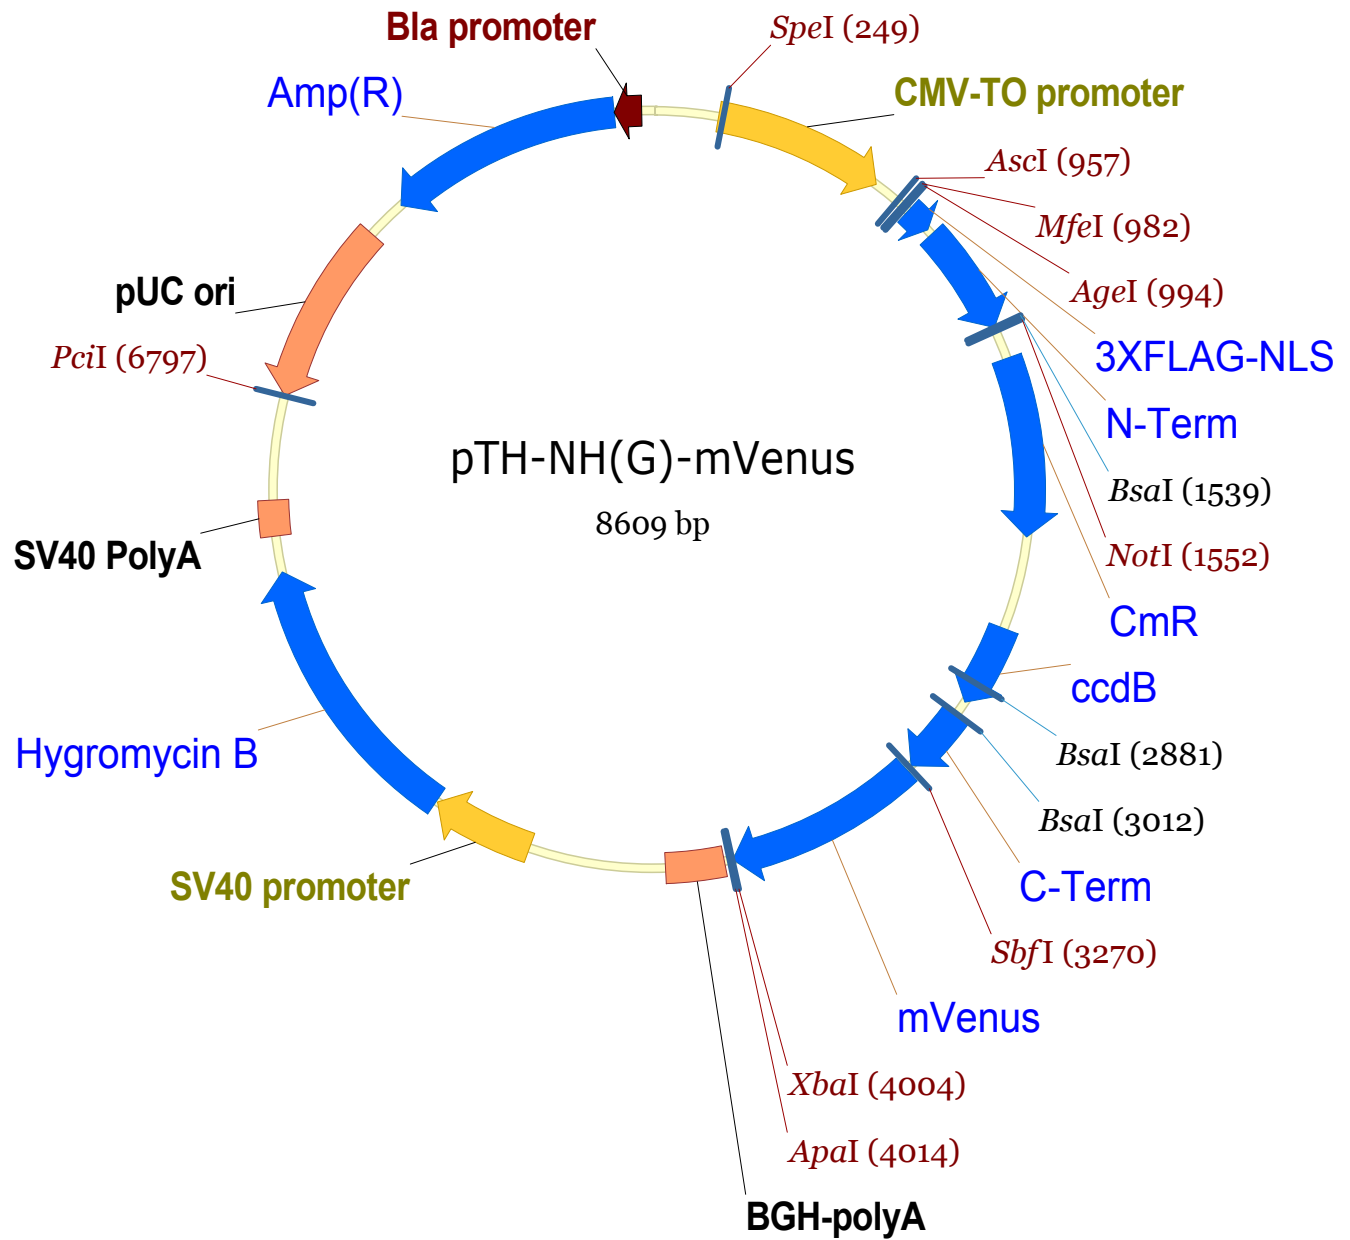 Bla promoter
SpeI (249)
Amp(R)
CMV-TO promoter
AscI (957)
MfeI (982)
AgeI (994)
pUC ori
PciI (6797)
3XFLAG-NLS
N-Term
pTH-NH(G)-mVenus
8609 bp
BsaI (1539)
NotI (1552)
SV40 PolyA
CmR
ccdB
Hygromycin B
BsaI (2881)
BsaI (3012)
SV40 promoter
C-Term
SbfI (3270)
mVenus
XbaI (4004)
ApaI (4014)
BGH-polyA